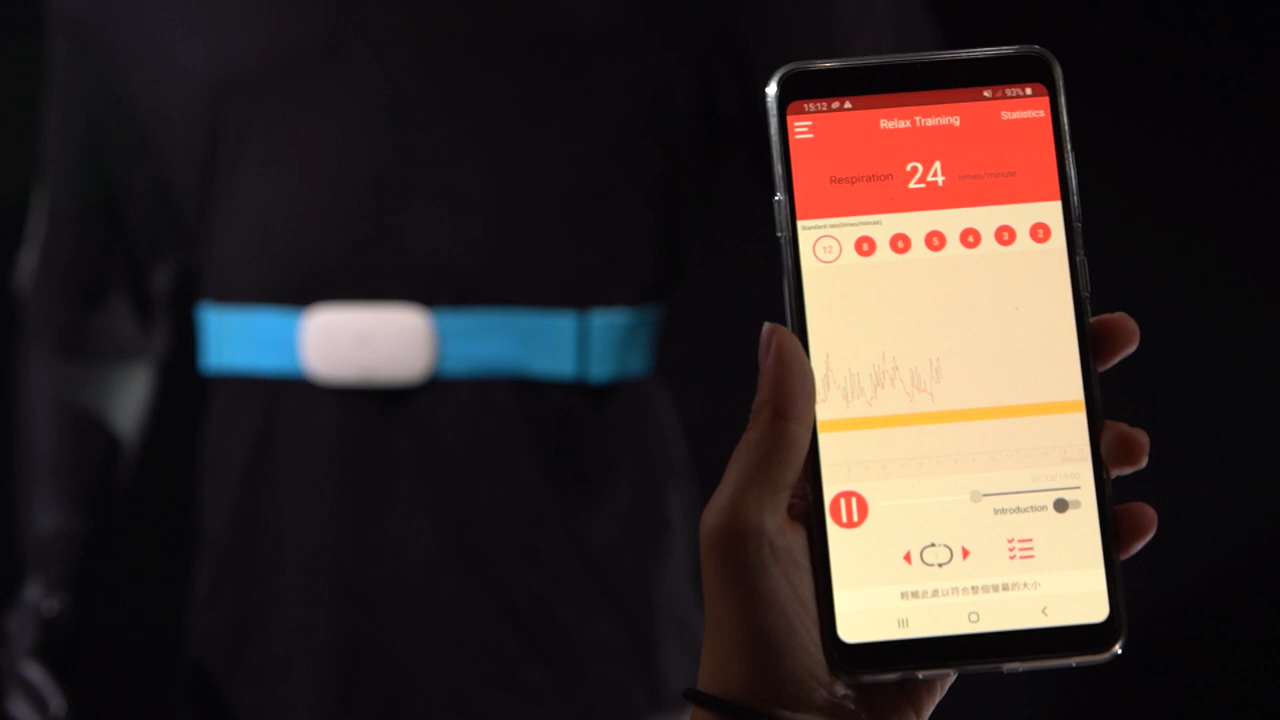 15:12 93%
Relax Training Statistics
Respiration 24 times/minute
Standard rate(times/minute)
12 8 6 5 4 3 2
Introduction
輕觸此處以符合整個螢幕的大小